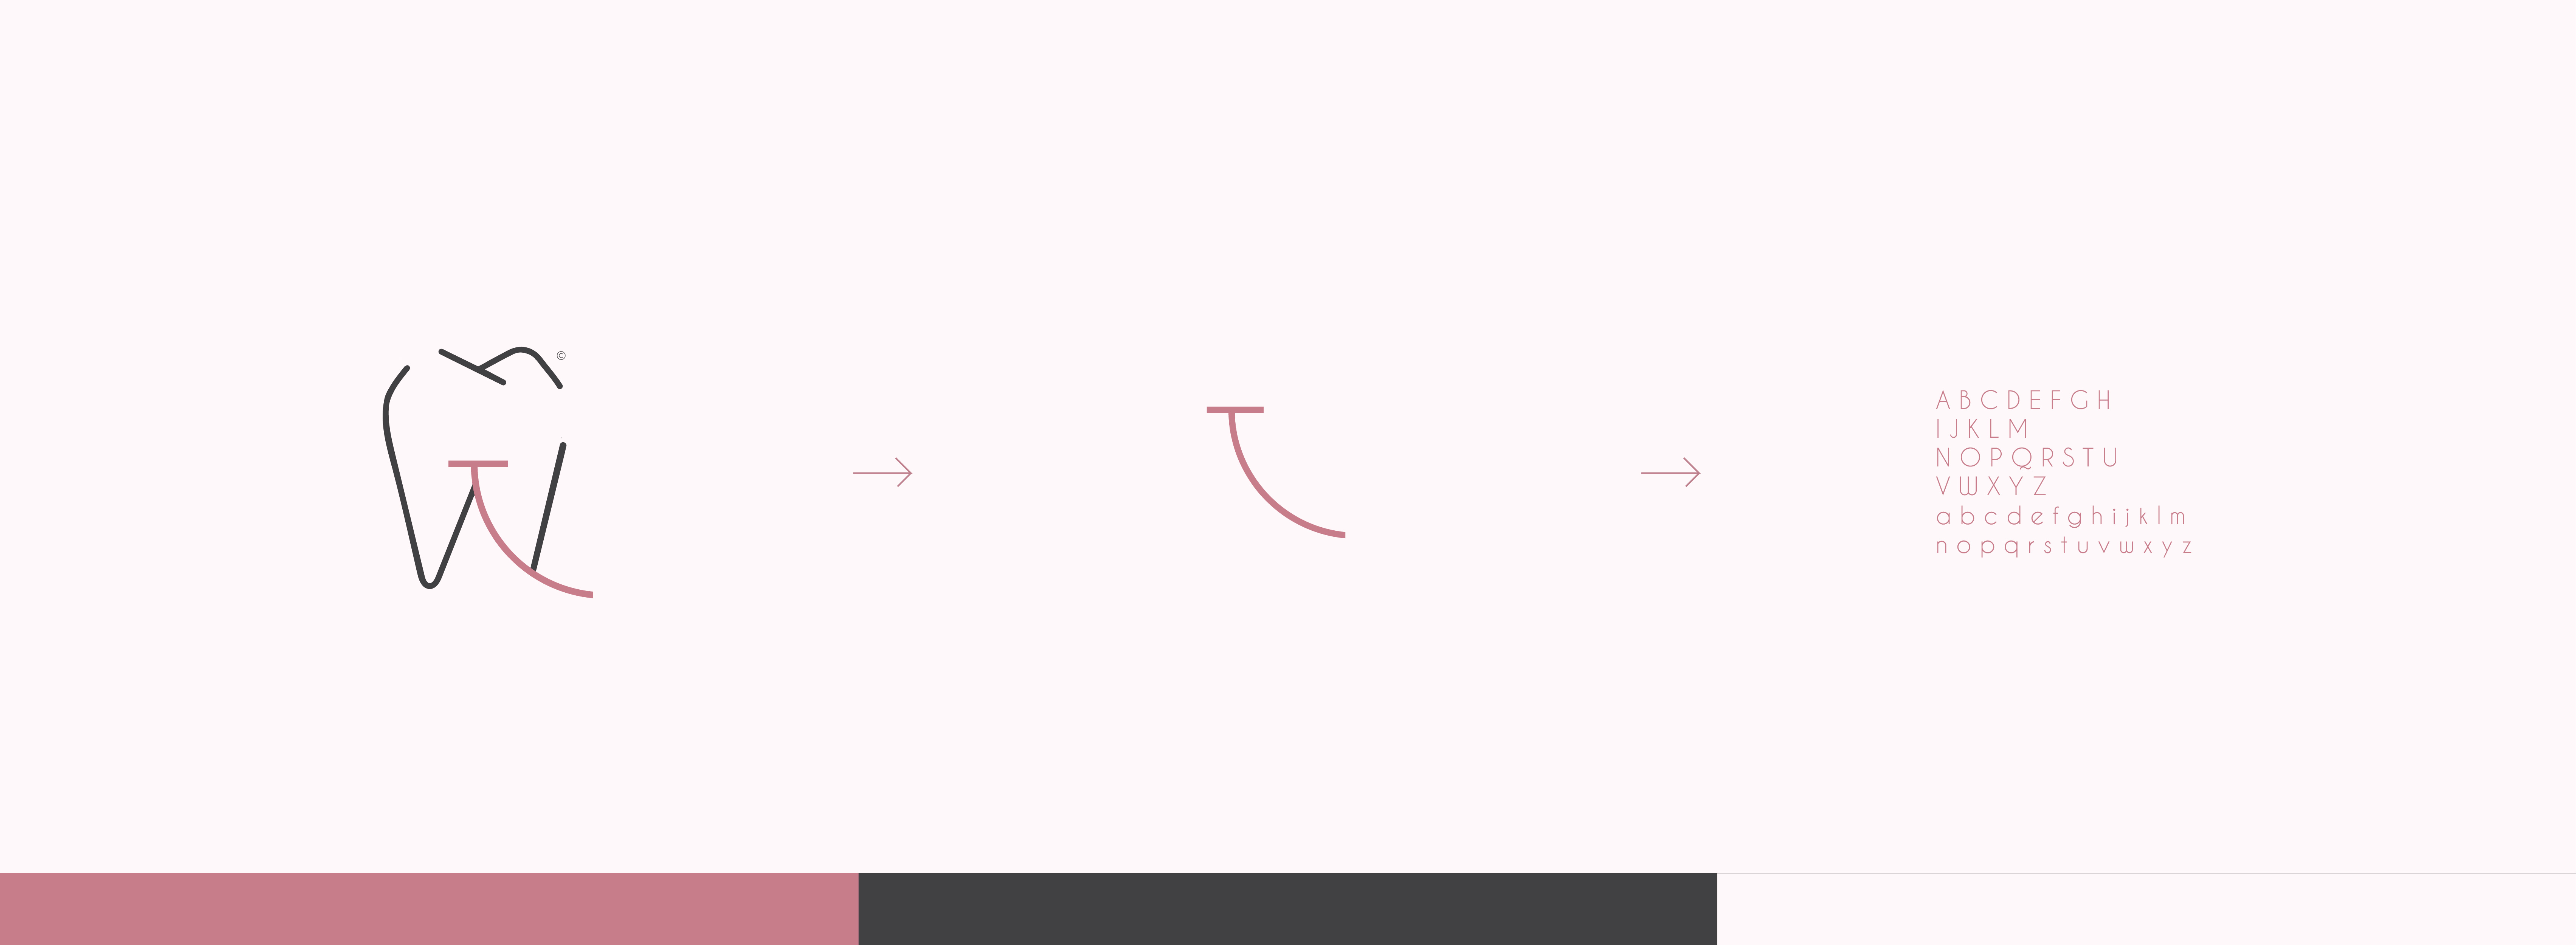 ©
A B C D E F G H
I J K L M
N O P Q R S T U
V W X Y Z
a b c d e f g h i j k l m
n o p q r s t u v w x y z